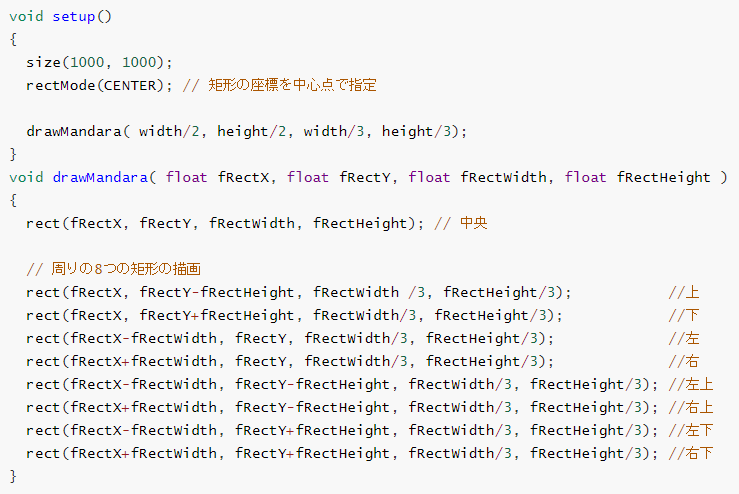 void setup()
{
  size(1000, 1000);
  rectMode(CENTER); // 矩形の座標を中心点で指定

  drawMandara( width/2, height/2, width/3, height/3);
}
void drawMandara( float fRectX, float fRectY, float fRectWidth, float fRectHeight )
{
  rect(fRectX, fRectY, fRectWidth, fRectHeight); // 中央

  // 周りの8つの矩形の描画
  rect(fRectX, fRectY-fRectHeight, fRectWidth /3, fRectHeight/3);           //上
  rect(fRectX, fRectY+fRectHeight, fRectWidth/3, fRectHeight/3);            //下
  rect(fRectX-fRectWidth, fRectY, fRectWidth/3, fRectHeight/3);             //左
  rect(fRectX+fRectWidth, fRectY, fRectWidth/3, fRectHeight/3);             //右
  rect(fRectX-fRectWidth, fRectY-fRectHeight, fRectWidth/3, fRectHeight/3); //左上
  rect(fRectX+fRectWidth, fRectY-fRectHeight, fRectWidth/3, fRectHeight/3); //右上
  rect(fRectX-fRectWidth, fRectY+fRectHeight, fRectWidth/3, fRectHeight/3); //左下
  rect(fRectX+fRectWidth, fRectY+fRectHeight, fRectWidth/3, fRectHeight/3); //右下
}